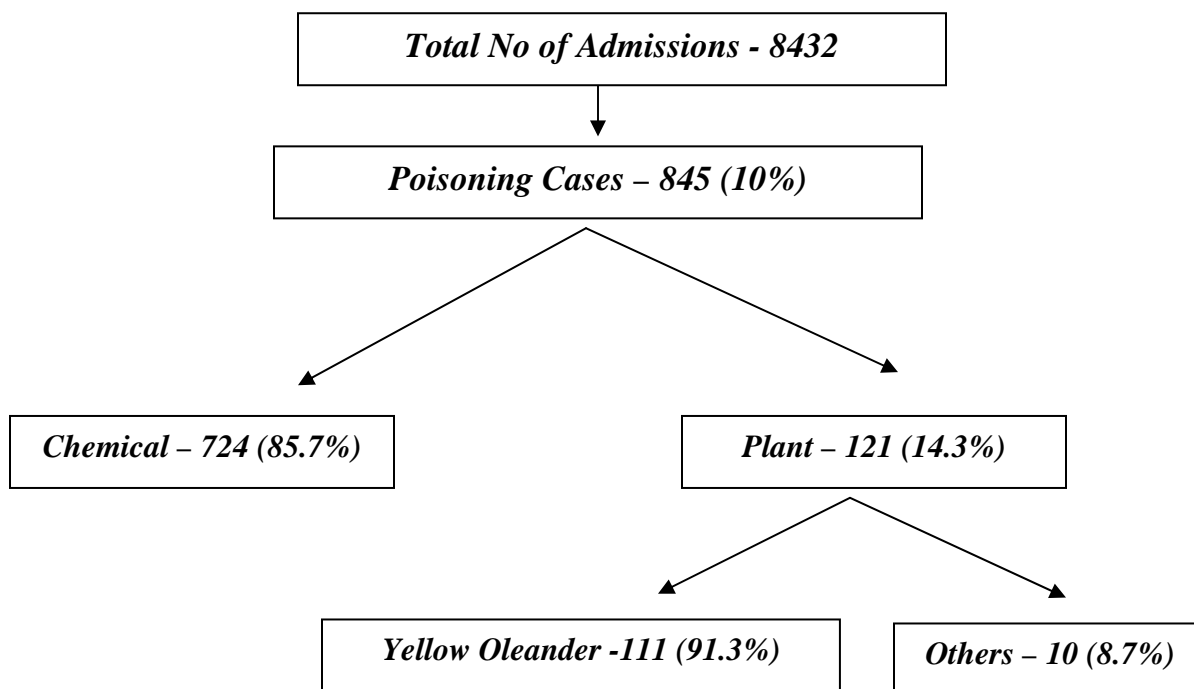 Total No of Admissions - 8432
Poisoning Cases – 845 (10%)
Chemical – 724 (85.7%)
Plant – 121 (14.3%)
Yellow Oleander -111 (91.3%)
Others – 10 (8.7%)